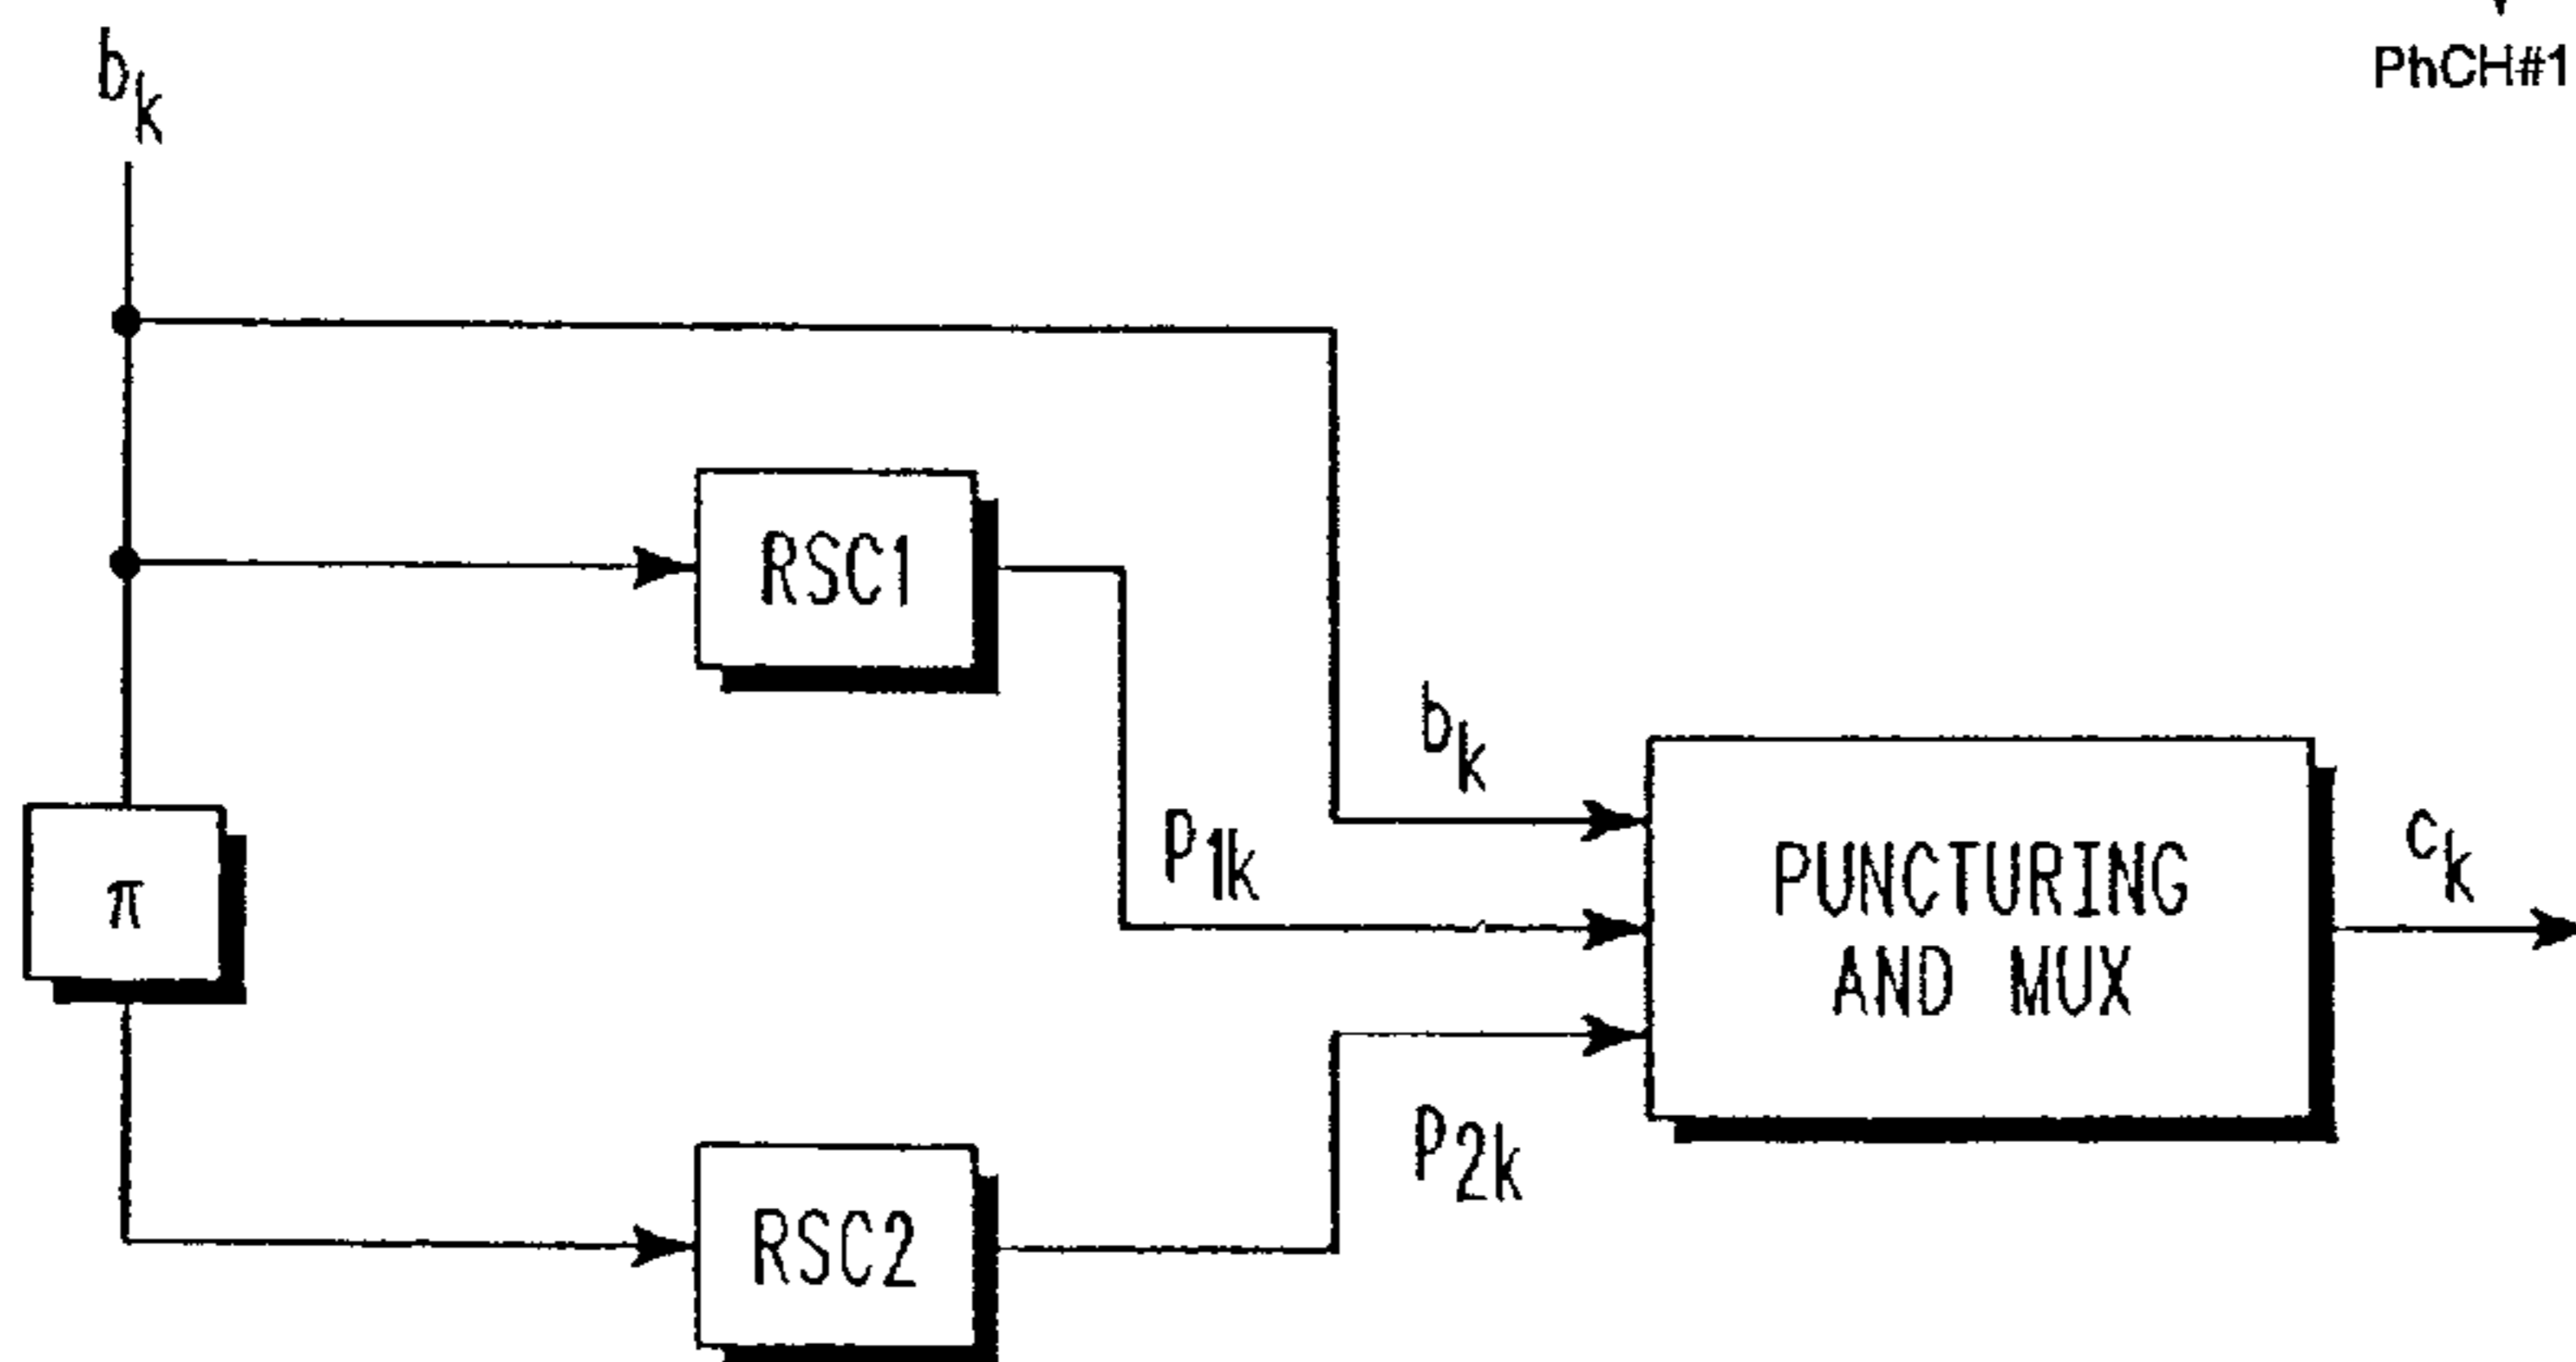 b_k
PhCH#1
RSC1
b_k
P_1k
π
PUNCTURING
AND MUX
c_k
P_2k
RSC2